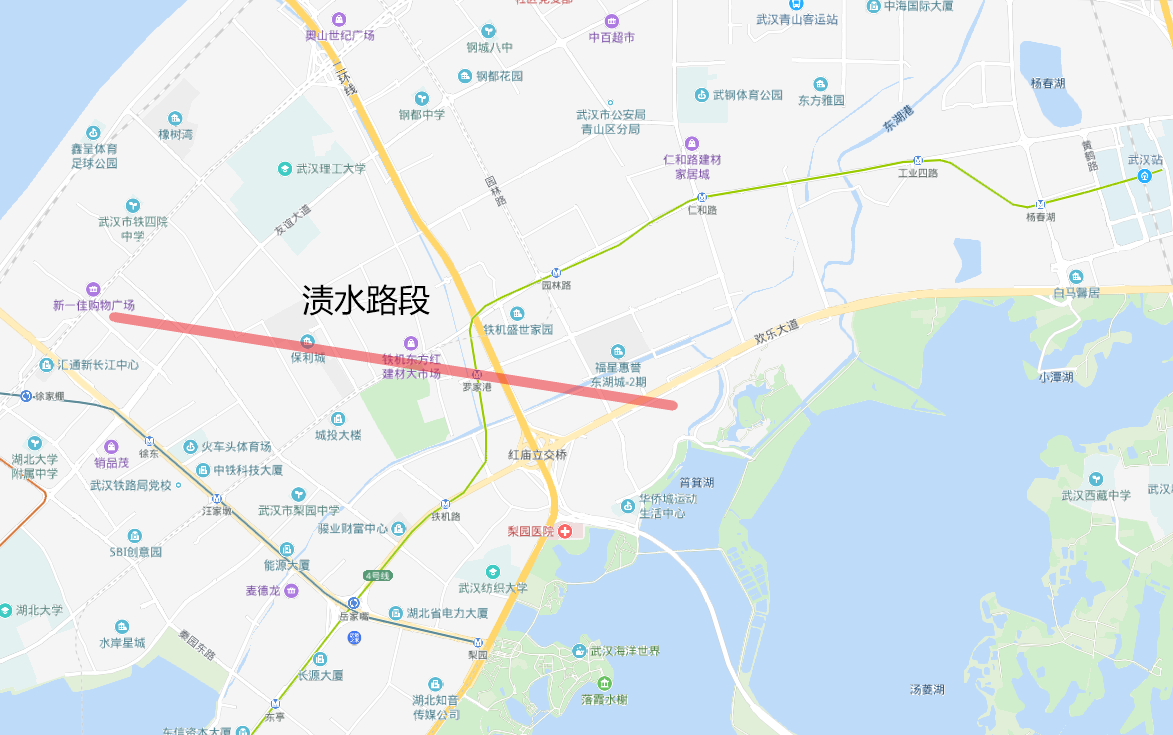 奥山世纪广场
二环线
钢城八中
中百超市
武汉青山客运站
中海国际大厦
钢都花园
钢都中学
武汉市公安局
青山区分局
武钢体育公园
东方雅园
杨春湖
东湖港
橡树湾
鑫呈体育
足球公园
武汉理工大学
仁和路建材
家居城
工业四路
黄鹤路
武汉站
园林路
仁和路
杨春湖
武汉市铁四院
中学
友谊大道
园林路
白马馨居
渍水路段
新一佳购物广场
铁机盛世家园
欢乐大道
保利城
铁机东方红
建材大市场
福星惠誉
东湖城-2期
汇通新长江中心
罗家港
小潭湖
徐家棚
城投大楼
徐东
火车头体育场
销品茂
湖北大学
附属中学
中铁科技大厦
红庙立交桥
武汉铁路局党校
筲箕湖
汪家墩
武汉市梨园中学
骏业财富中心
铁机路
华侨城运动
生活中心
武汉西藏中学
梨园医院
SBI创意园
能源大厦
4号线
武汉纺织大学
麦德龙
湖北大学
岳家嘴
湖北省电力大厦
水岸星城
秦园东路
梨园
武汉海洋世界
长源大厦
湖北知音
传媒公司
落霞水榭
汤菱湖
东亭